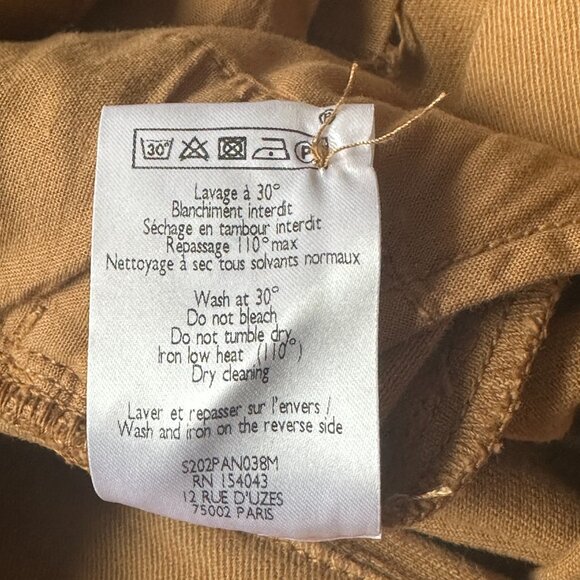 30°
P
Lavage à 30°
Blanchiment interdit
Séchage en tambour interdit
Repassage 110° max
Nettoyage à sec tous solvants normaux
Wash at 30°
Do not bleach
Do not tumble dry
Iron low heat (110°)
Dry cleaning
Laver et repasser sur l'envers /
Wash and iron on the reverse side
S202PAN038M
RN 154043
12 RUE D'UZES
75002 PARIS